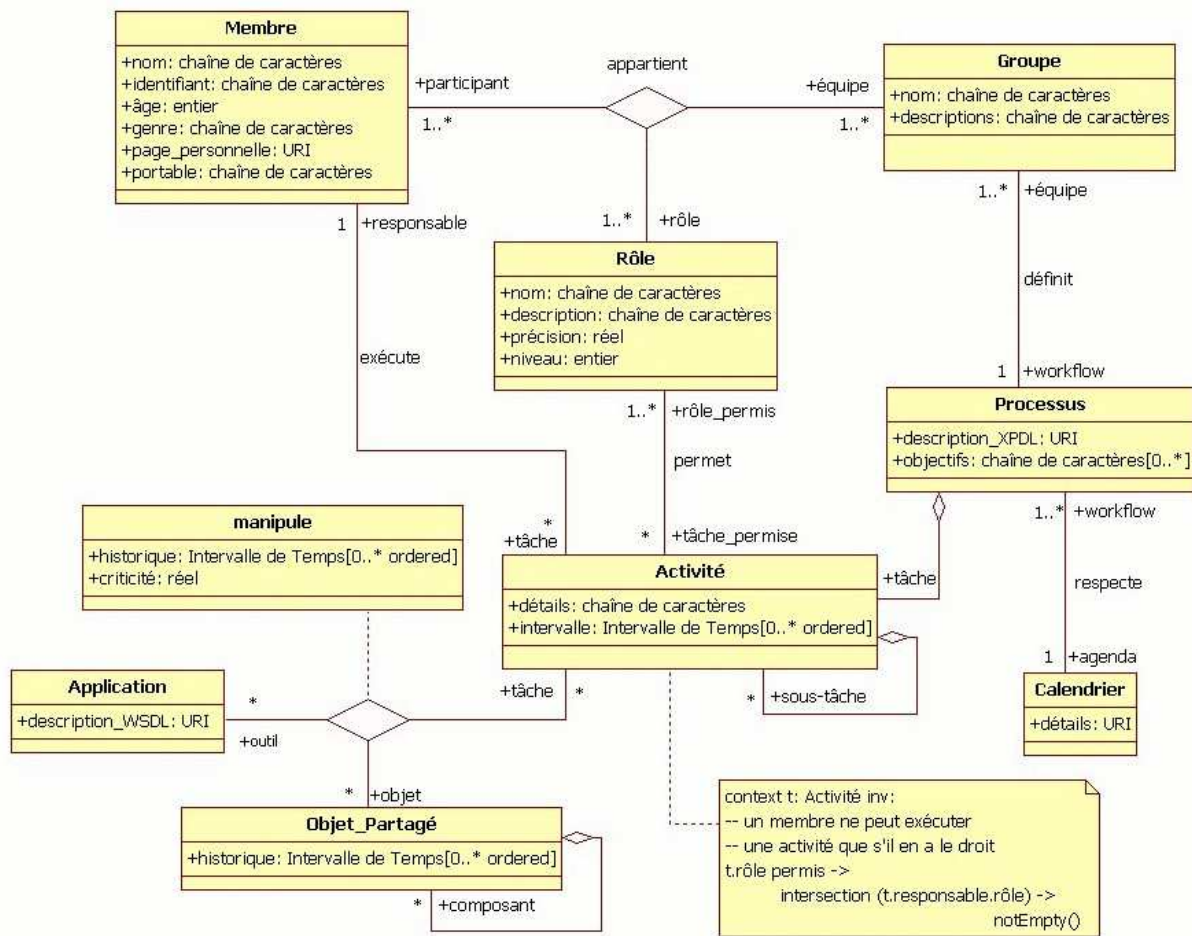 Membre
+nom: chaîne de caractères
+identifiant: chaîne de caractères
+âge: entier
+genre: chaîne de caractères
+page_personnelle: URI
+portable: chaîne de caractères
+participant
1..*
appartient
+équipe
1..*
Groupe
+nom: chaîne de caractères
+descriptions: chaîne de caractères
1 +responsable
1..* +rôle
1..* +équipe
Rôle
+nom: chaîne de caractères
+description: chaîne de caractères
+précision: réel
+niveau: entier
définit
exécute
1 +workflow
1..* +rôle_permis
Processus
+description_XPDL: URI
+objectifs: chaîne de caractères[0..*]
permet
manipule
+historique: Intervalle de Temps[0..* ordered]
+criticité: réel
*
+tâche
* +tâche_permise
1..* +workflow
Activité
+détails: chaîne de caractères
+intervalle: Intervalle de Temps[0..* ordered]
+tâche
respecte
1 +agenda
Application
+description_WSDL: URI
*
+outil
+tâche *
* +sous-tâche
Calendrier
+détails: URI
* +objet
Objet_Partagé
+historique: Intervalle de Temps[0..* ordered]
* +composant
context t: Activité inv:
-- un membre ne peut exécuter
-- une activité que s'il en a le droit
t.rôle permis ->
intersection (t.responsable.rôle) ->
notEmpty()